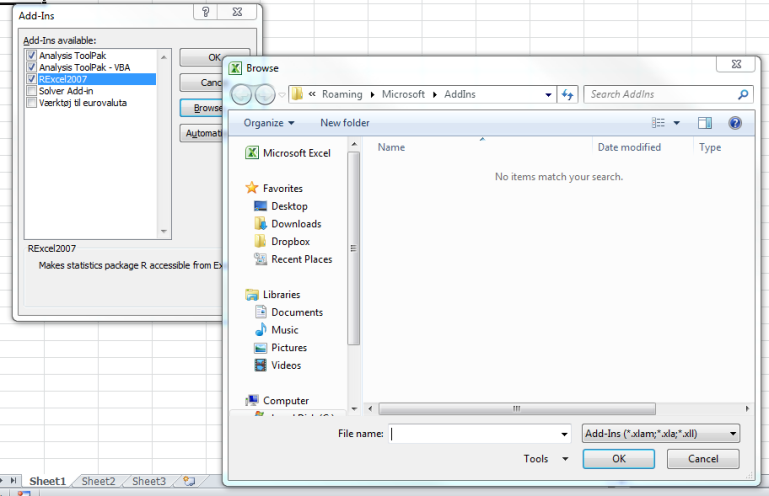 Add-Ins
Add-Ins available:
Analysis ToolPak
Analysis ToolPak - VBA
RExcel2007
Solver Add-in
Værktøj til eurovaluta
OK
Canc
Browse
Automati
RExcel2007
Makes statistics package R accessible from Ex
Browse
« Roaming Microsoft AddIns
Search AddIns
Organize New folder
Name Date modified Type
No items match your search.
Microsoft Excel
Favorites
Desktop
Downloads
Dropbox
Recent Places
Libraries
Documents
Music
Pictures
Videos
Computer
File name:
Add-Ins (*.xlam;*.xla;*.xll)
Tools OK Cancel
Sheet1 Sheet2 Sheet3